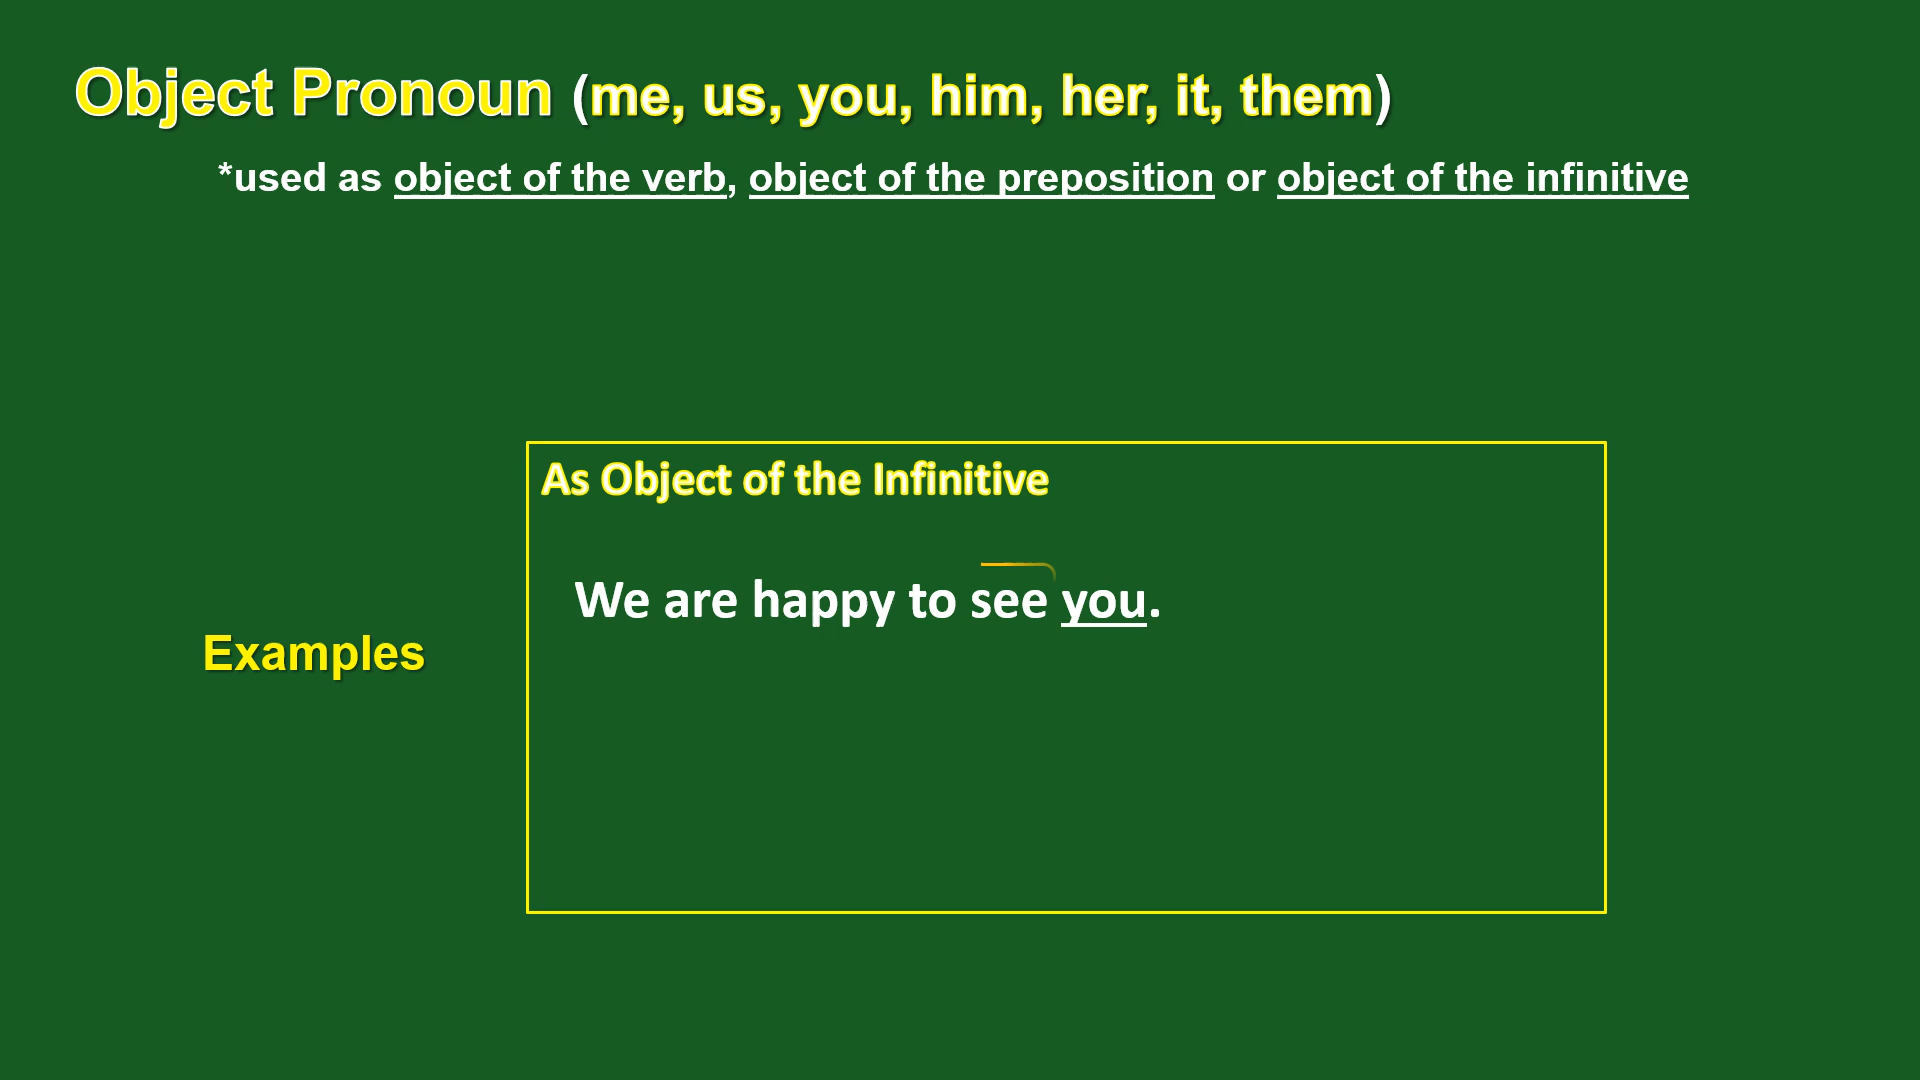 Object Pronoun (me, us, you, him, her, it, them)
*used as object of the verb, object of the preposition or object of the infinitive
As Object of the Infinitive
We are happy to see you.
Examples